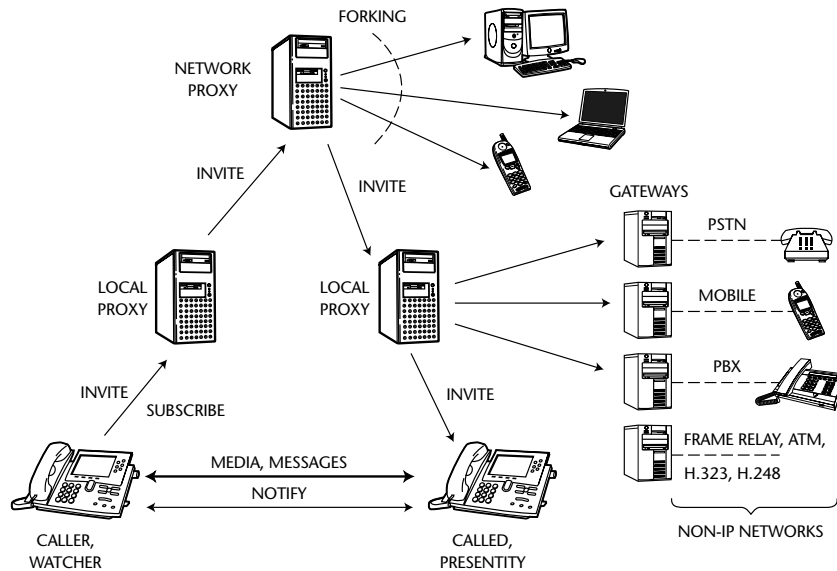 FORKING
NETWORK
PROXY
INVITE
INVITE
GATEWAYS
PSTN
LOCAL
PROXY
LOCAL
PROXY
MOBILE
PBX
INVITE
SUBSCRIBE
INVITE
FRAME RELAY, ATM,
H.323, H.248
MEDIA, MESSAGES
NOTIFY
NON-IP NETWORKS
CALLER,
WATCHER
CALLED,
PRESENTITY